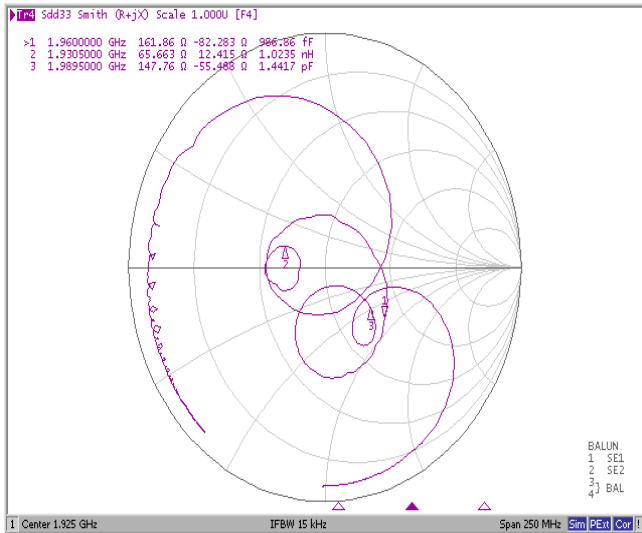 Tr4 Sdd33 Smith (R+jX) Scale 1.000U [F4]
>1 1.9600000 GHz 161.86 Ω -82.283 Ω 986.86 fF
2 1.9305000 GHz 65.663 Ω 12.415 Ω 1.0235 nH
3 1.9895000 GHz 147.76 Ω -55.488 Ω 1.4417 pF
2
1
3
BALUN
1 SE1
2 SE2
3
4} BAL
1 Center 1.925 GHz IFBW 15 kHz Span 250 MHz Sim PExt Cor !